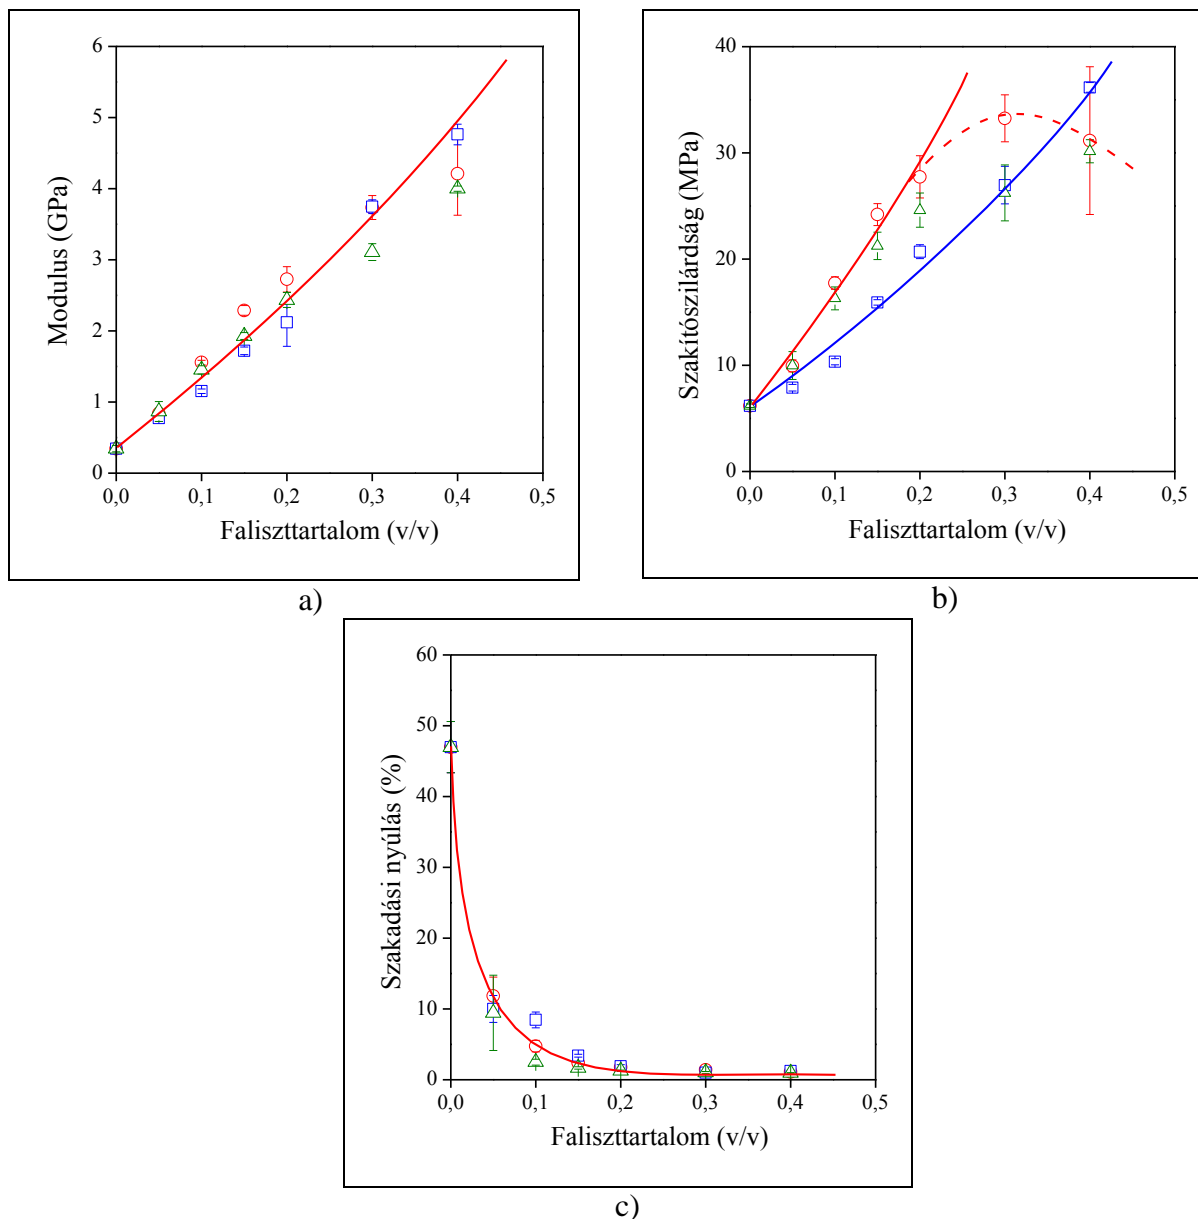 6
5
4
3
2
1
0
Modulus (GPa)
0,0 0,1 0,2 0,3 0,4 0,5
Faliszttartalom (v/v)
a)
40
30
20
10
0
Szakítószilárdság (MPa)
0,0 0,1 0,2 0,3 0,4 0,5
Faliszttartalom (v/v)
b)
60
50
40
30
20
10
0
Szakadási nyúlás (%)
0,0 0,1 0,2 0,3 0,4 0,5
Faliszttartalom (v/v)
c)